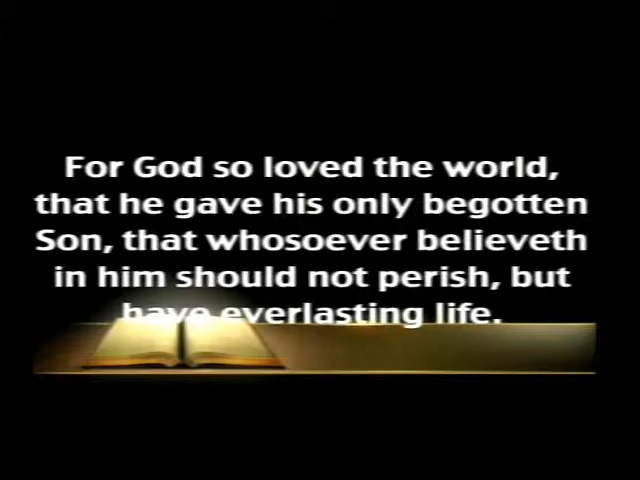 For God so loved the world,
that he gave his only begotten
Son, that whosoever believeth
in him should not perish, but
have everlasting life.